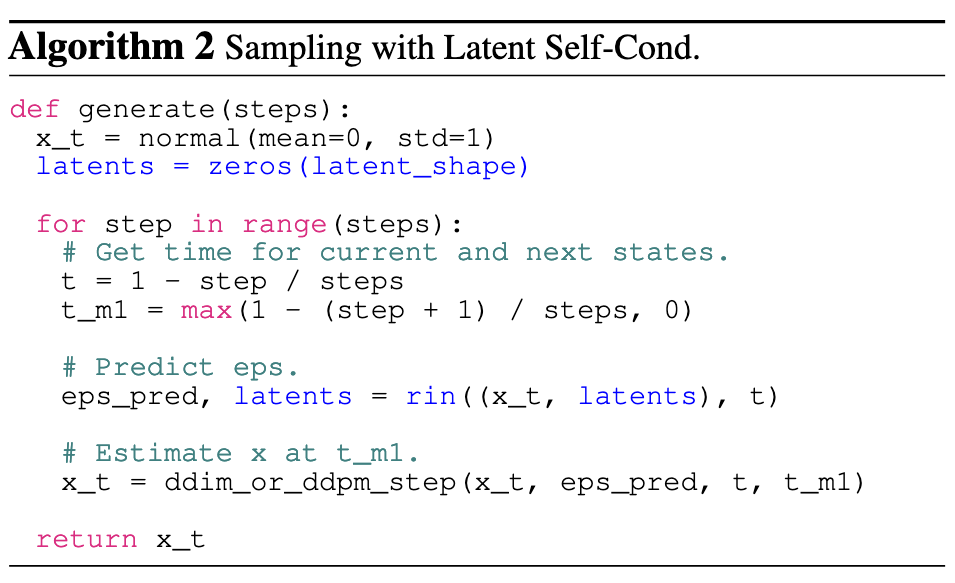 Algorithm 2 Sampling with Latent Self-Cond.
def generate(steps):
x_t = normal(mean=0, std=1)
latents = zeros(latent_shape)
for step in range(steps):
# Get time for current and next states.
t = 1 - step / steps
t_m1 = max(1 - (step + 1) / steps, 0)
# Predict eps.
eps_pred, latents = rin((x_t, latents), t)
# Estimate x at t_m1.
x_t = ddim_or_ddpm_step(x_t, eps_pred, t, t_m1)
return x_t